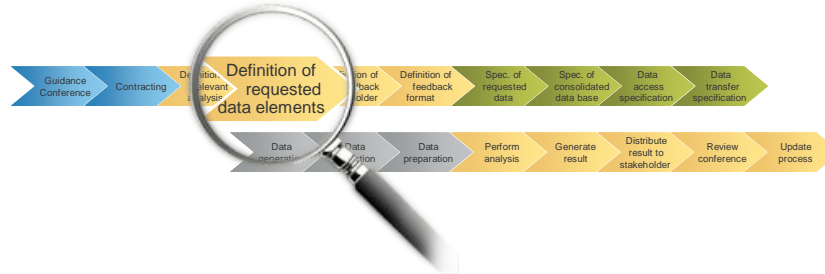 Guidance
Conference
Contracting
Definition of
requested
data elements
Definition of
feedback
format
Spec. of
requested
data
Spec. of
consolidated
data base
Data
access
specification
Data
transfer
specification
Data
Data
Data
preparation
Perform
analysis
Generate
result
Distribute
result to
stakeholder
Review
conference
Update
process